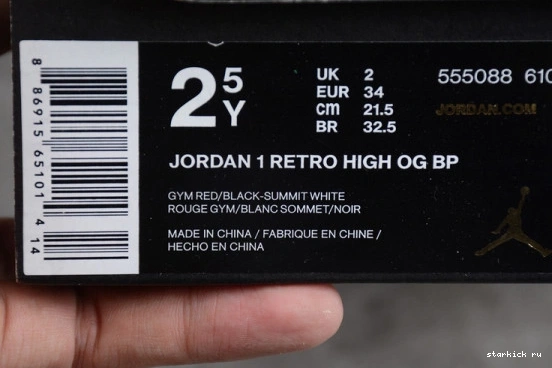 8 86915 65101 4 14
2 5Y
UK 2
EUR 34
cm 21.5
BR 32.5
555088 610
JORDAN.COM
JORDAN 1 RETRO HIGH OG BP
GYM RED/BLACK-SUMMIT WHITE
ROUGE GYM/BLANC SOMMET/NOIR
MADE IN CHINA / FABRIQUE EN CHINE /
HECHO EN CHINA
starkick ru